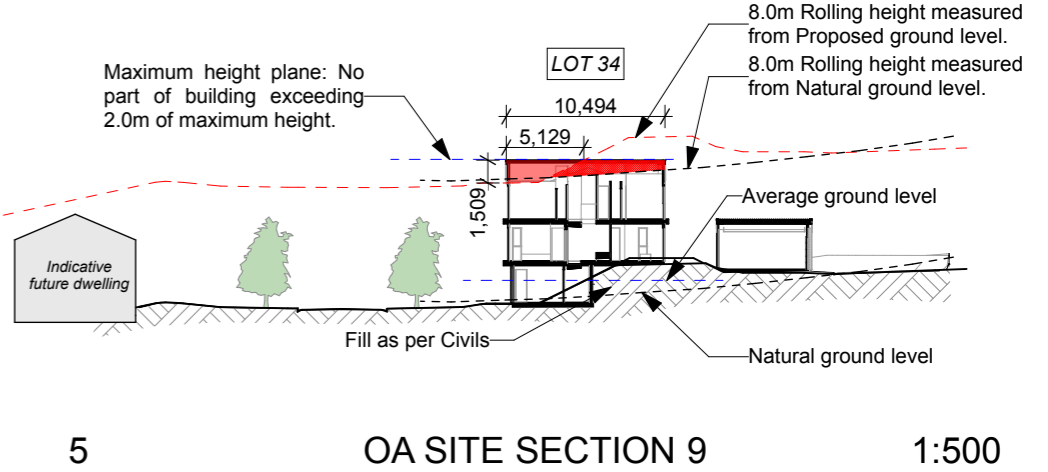 8.0m Rolling height measured
from Proposed ground level.
LOT 34
8.0m Rolling height measured
from Natural ground level.
Maximum height plane: No
part of building exceeding
2.0m of maximum height.
10,494
5,129
1,509
Average ground level
Indicative
future dwelling
Fill as per Civils
Natural ground level
5 OA SITE SECTION 9 1:500